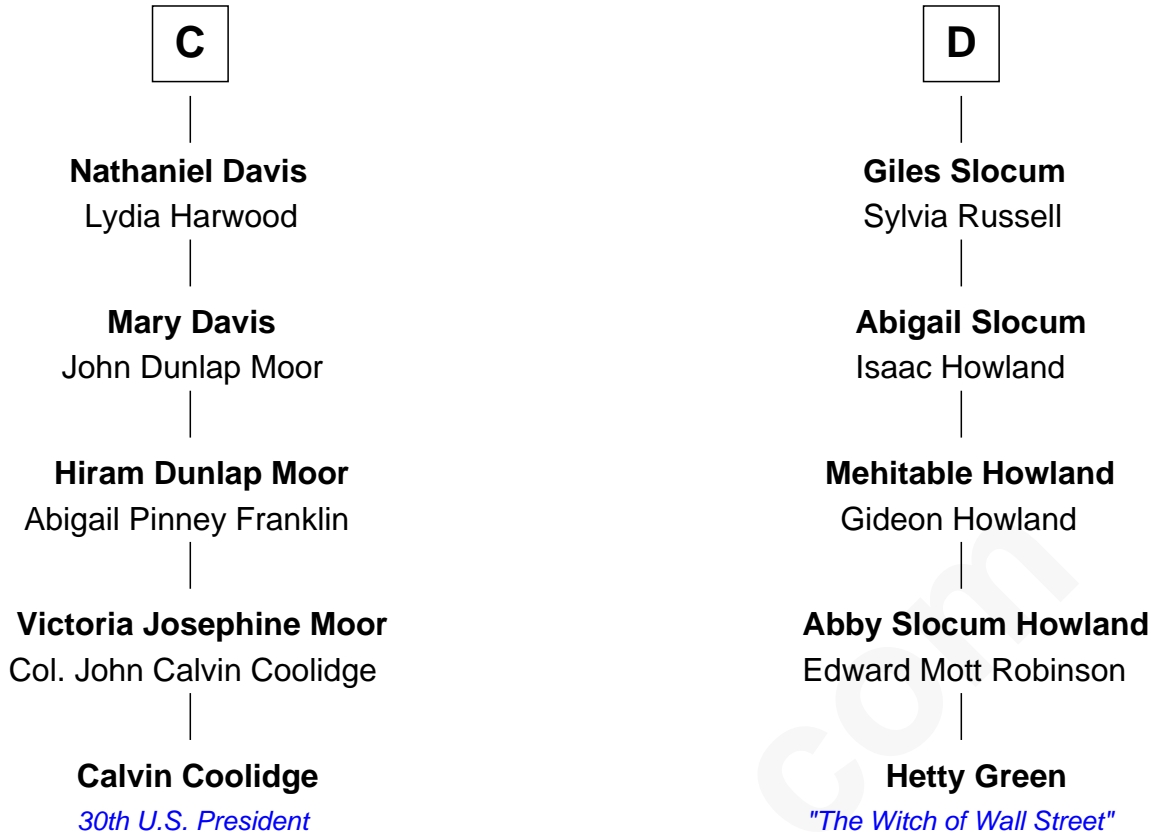 C
Nathaniel Davis
Lydia Harwood
Mary Davis
John Dunlap Moor
Hiram Dunlap Moor
Abigail Pinney Franklin
Victoria Josephine Moor
Col. John Calvin Coolidge
Calvin Coolidge
30th U.S. President
D
Giles Slocum
Sylvia Russell
Abigail Slocum
Isaac Howland
Mehitable Howland
Gideon Howland
Abby Slocum Howland
Edward Mott Robinson
Hetty Green
"The Witch of Wall Street"
com